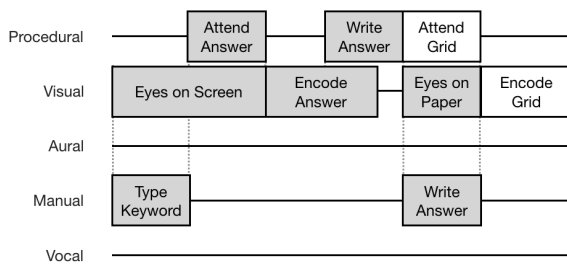 Procedural
Attend
Answer
Write
Answer
Attend
Grid
Visual
Eyes on Screen
Encode
Answer
Eyes on
Paper
Encode
Grid
Aural
Manual
Type
Keyword
Write
Answer
Vocal